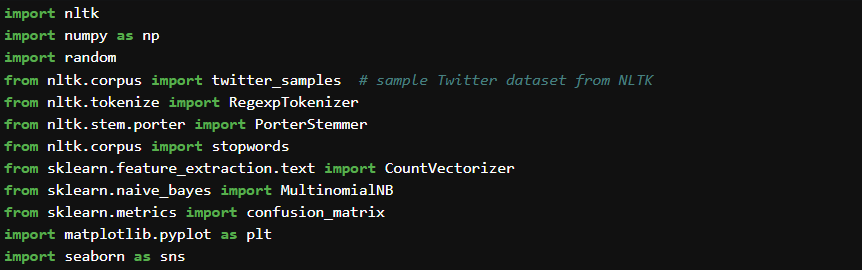 import nltk
import numpy as np
import random
from nltk.corpus import twitter_samples  # sample Twitter dataset from NLTK
from nltk.tokenize import RegexpTokenizer
from nltk.stem.porter import PorterStemmer
from nltk.corpus import stopwords
from sklearn.feature_extraction.text import CountVectorizer
from sklearn.naive_bayes import MultinomialNB
from sklearn.metrics import confusion_matrix
import matplotlib.pyplot as plt
import seaborn as sns